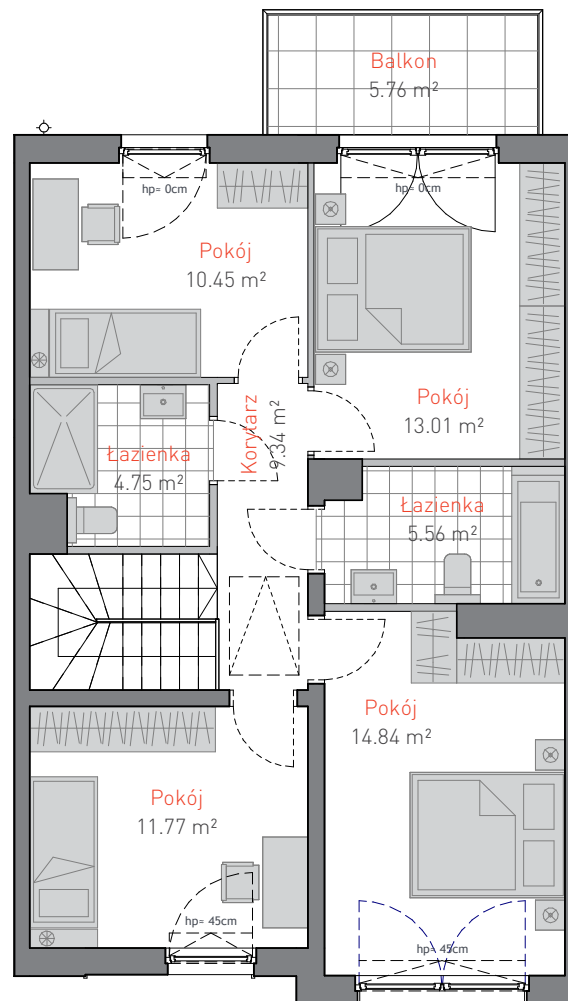 Balkon
5.76 m²
hp= 0cm
hp= 0cm
Pokój
10.45 m²
Pokój
13.01 m²
Korytarz
9.34 m²
Łazienka
4.75 m²
Łazienka
5.56 m²
Pokój
14.84 m²
Pokój
11.77 m²
hp= 45cm
hp= 45cm